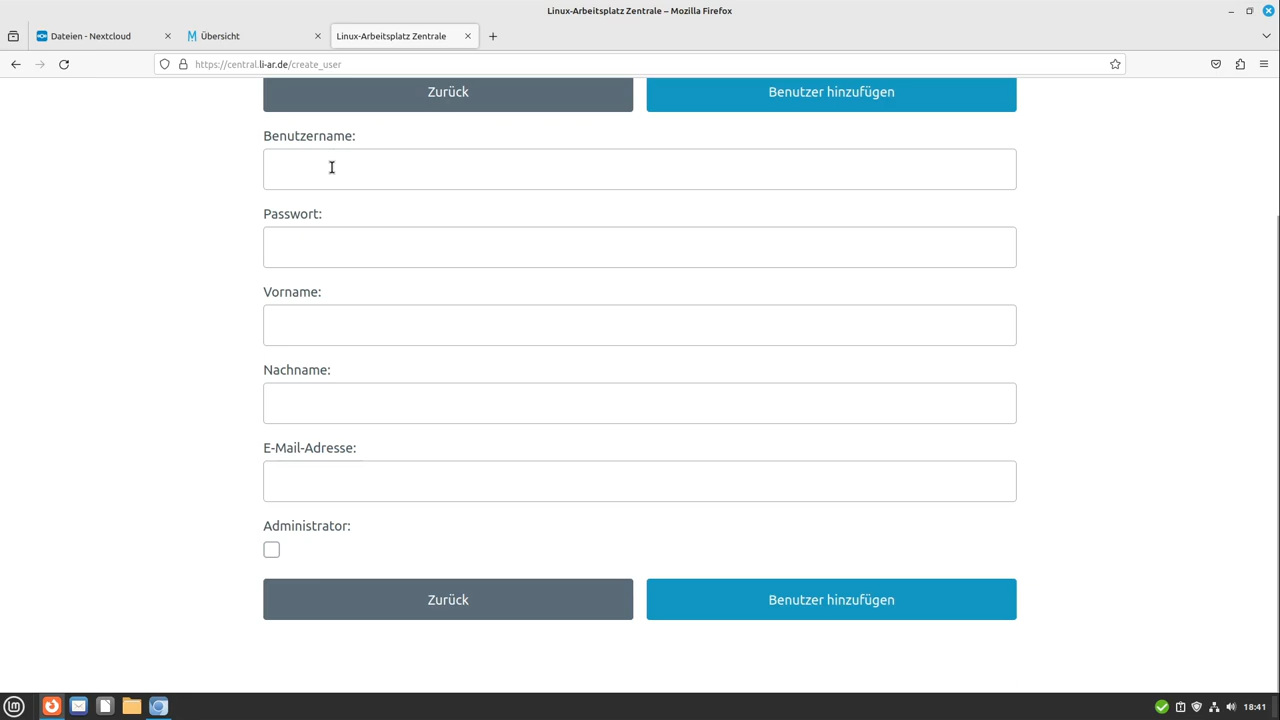 Linux-Arbeitsplatz Zentrale – Mozilla Firefox
Dateien - Nextcloud
Übersicht
Linux-Arbeitsplatz Zentrale
https://central.li-ar.de/create_user
Zurück
Benutzer hinzufügen
Benutzername:
Passwort:
Vorname:
Nachname:
E-Mail-Adresse:
Administrator:
Zurück
Benutzer hinzufügen
18:41